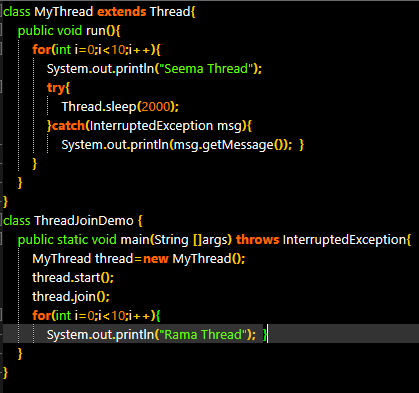 class MyThread extends Thread{
public void run(){
for(int i=0;i<10;i++){
System.out.println("Seema Thread");
try{
Thread.sleep(2000);
}catch(InterruptedException msg){
System.out.println(msg.getMessage());  }
}
}
}
class ThreadJoinDemo {
public static void main(String []args) throws InterruptedException{
MyThread thread=new MyThread();
thread.start();
thread.join();
for(int i=0;i<10;i++){
System.out.println("Rama Thread");  }
}
}